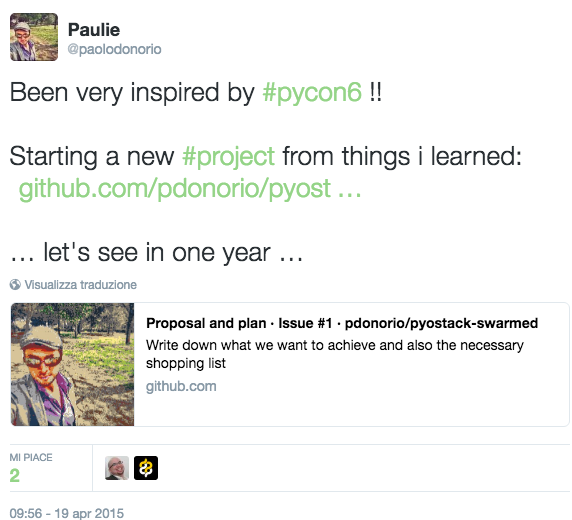 Paulie
@paolodonorio
Been very inspired by #pycon6 !!
Starting a new #project from things i learned:
github.com/pdonorio/pyost …
… let's see in one year …
Visualizza traduzione
Proposal and plan · Issue #1 · pdonorio/pyostack-swarmed
Write down what we want to achieve and also the necessary
shopping list
github.com
MI PIACE
2
09:56 - 19 apr 2015